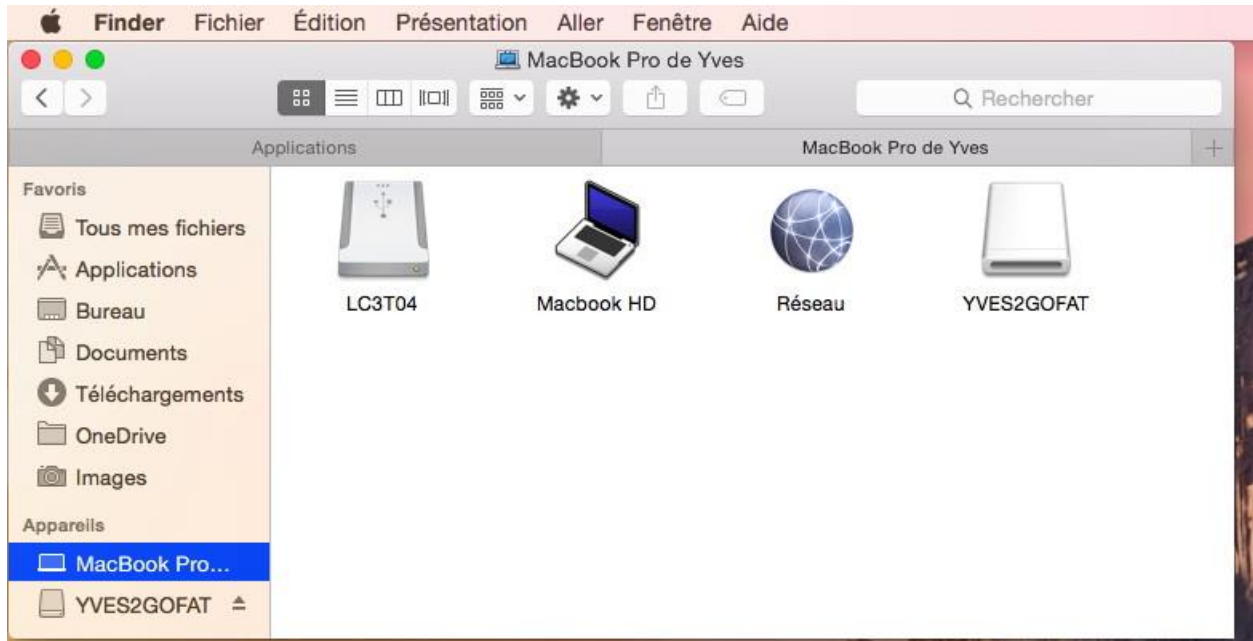 Finder Fichier Édition Présentation Aller Fenêtre Aide
MacBook Pro de Yves
Rechercher
Applications MacBook Pro de Yves
Favoris
Tous mes fichiers
Applications
Bureau
Documents
Téléchargements
OneDrive
Images
Appareils
MacBook Pro...
YVES2GOFAT
LC3T04 Macbook HD Réseau YVES2GOFAT